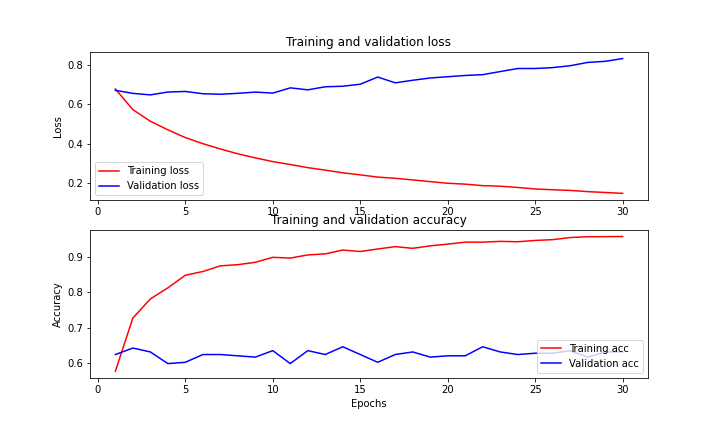 Training and validation loss
0.8
0.6
0.4
0.2
Loss
Training loss
Validation loss
0 5 10 15 20 25 30
Training and validation accuracy
0.9
0.8
0.7
0.6
Accuracy
Training acc
Validation acc
0 5 10 15 20 25 30
Epochs